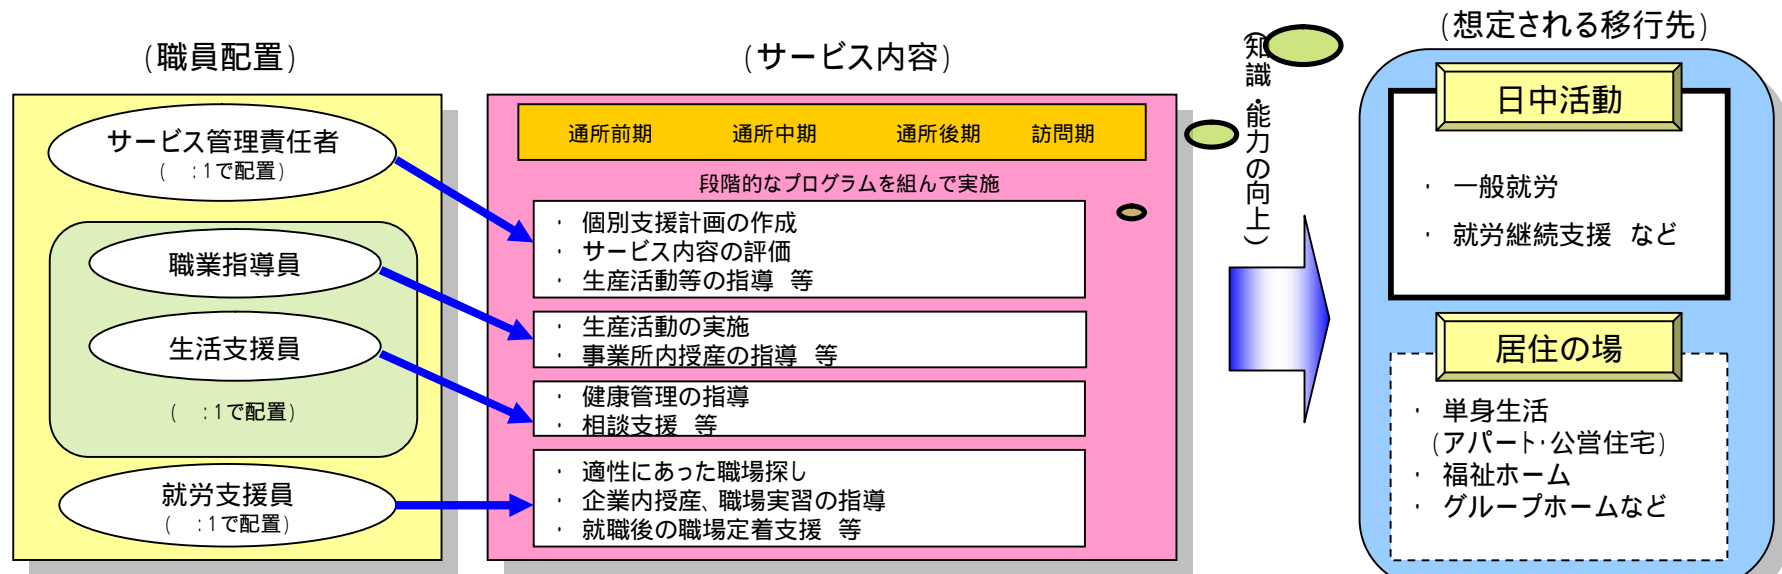 (職員配置)
サービス管理責任者
(　:1で配置)
職業指導員
生活支援員
(　:1で配置)
就労支援員
(　:1で配置)
(サービス内容)
通所前期　通所中期　通所後期　訪問期
段階的なプログラムを組んで実施
・ 個別支援計画の作成
・ サービス内容の評価
・ 生産活動等の指導 等
・ 生産活動の実施
・ 事業所内授産の指導 等
・ 健康管理の指導
・ 相談支援 等
・ 適性にあった職場探し
・ 企業内授産、職場実習の指導
・ 就職後の職場定着支援 等
(知識・能力の向上)
(想定される移行先)
日中活動
・ 一般就労
・ 就労継続支援 など
居住の場
・ 単身生活
(アパート・公営住宅)
・ 福祉ホーム
・ グループホームなど